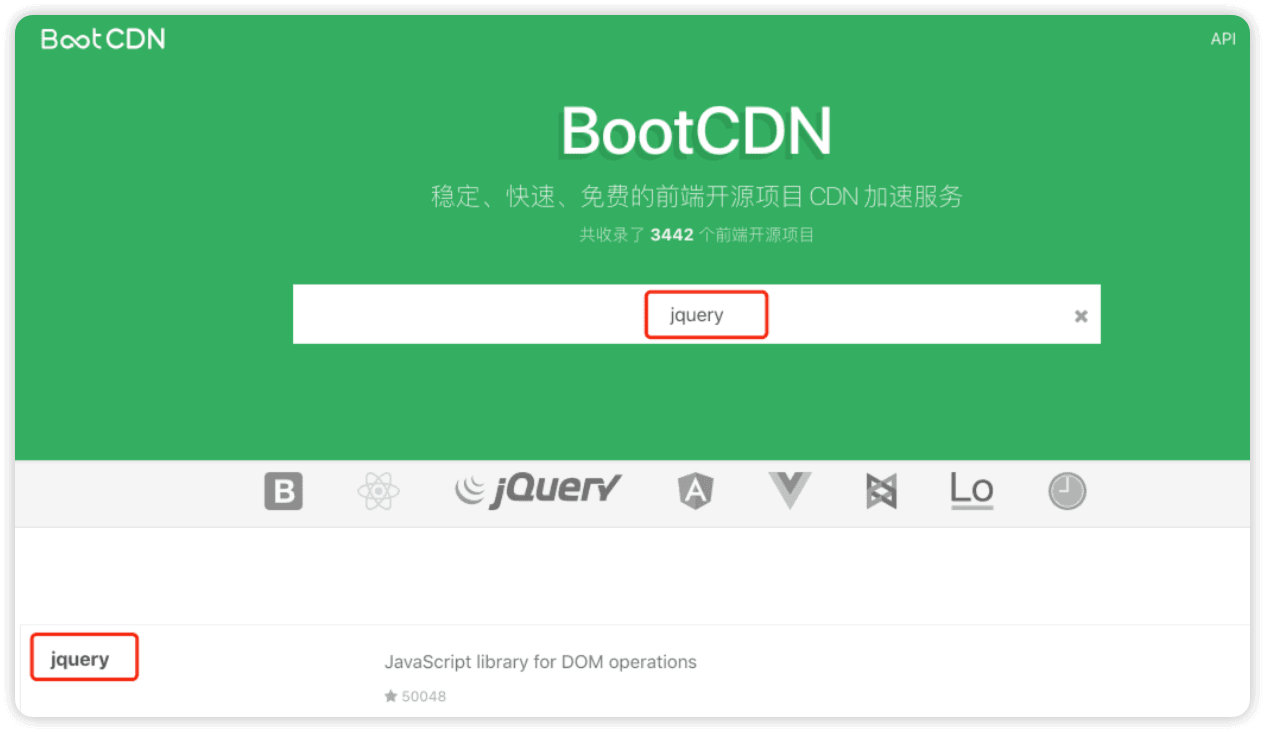 BootCDN
API
BootCDN
稳定、快速、免费的前端开源项目 CDN 加速服务
共收录了 3442 个前端开源项目
jquery
B jQuery A Lo
jquery
JavaScript library for DOM operations
50048